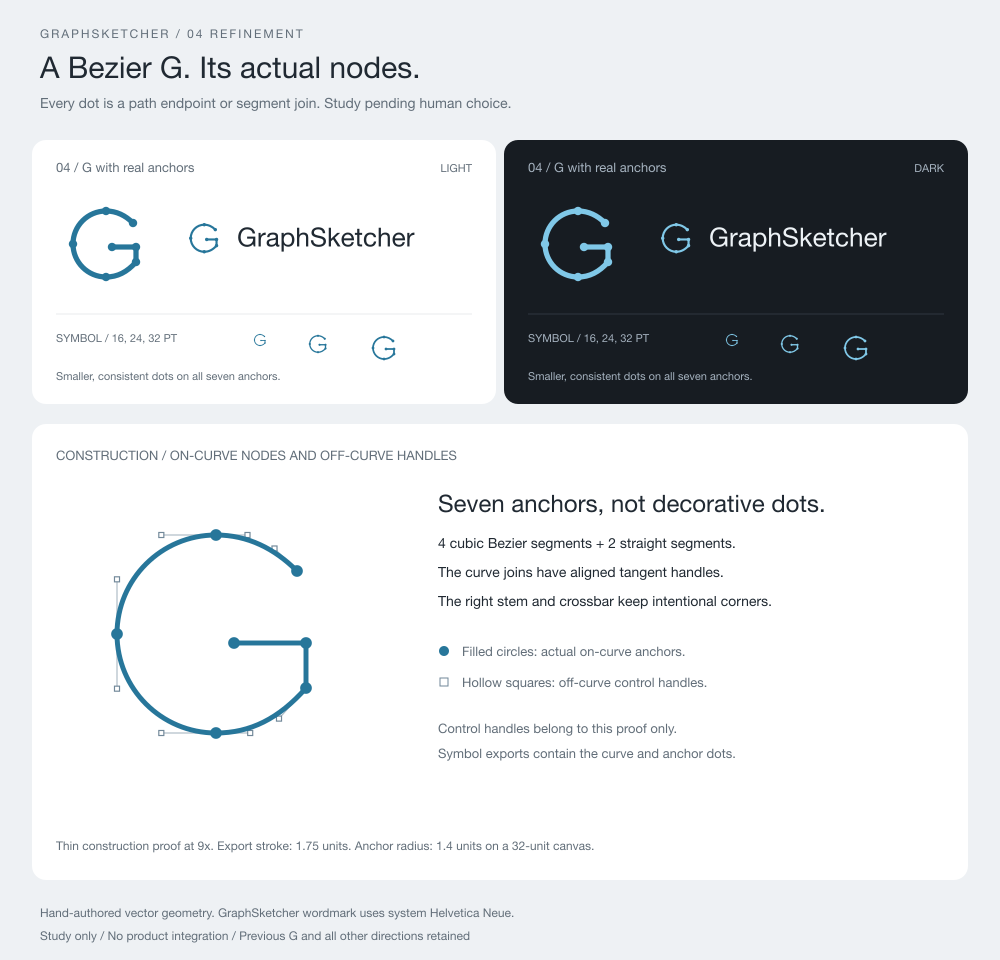 GRAPHSKETCHER / 04 REFINEMENT
A Bezier G. Its actual nodes.
Every dot is a path endpoint or segment join. Study pending human choice.
04 / G with real anchors
LIGHT
GraphSketcher
SYMBOL / 16, 24, 32 PT
Smaller, consistent dots on all seven anchors.
04 / G with real anchors
DARK
GraphSketcher
SYMBOL / 16, 24, 32 PT
Smaller, consistent dots on all seven anchors.
CONSTRUCTION / ON-CURVE NODES AND OFF-CURVE HANDLES
Seven anchors, not decorative dots.
4 cubic Bezier segments + 2 straight segments.
The curve joins have aligned tangent handles.
The right stem and crossbar keep intentional corners.
Filled circles: actual on-curve anchors.
Hollow squares: off-curve control handles.
Control handles belong to this proof only.
Symbol exports contain the curve and anchor dots.
Thin construction proof at 9x. Export stroke: 1.75 units. Anchor radius: 1.4 units on a 32-unit canvas.
Hand-authored vector geometry. GraphSketcher wordmark uses system Helvetica Neue.
Study only / No product integration / Previous G and all other directions retained